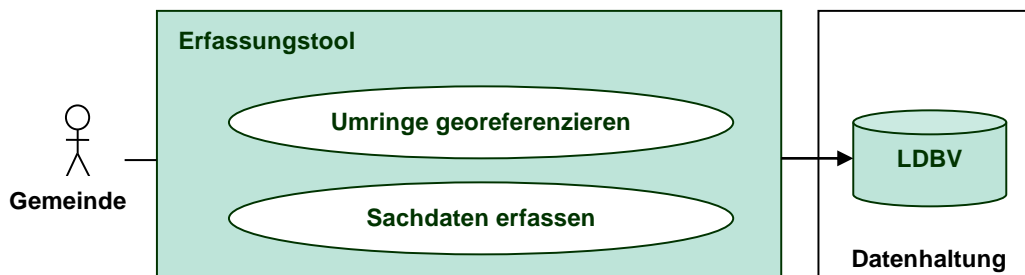 Erfassungstool
Umringe georeferenzieren
LDBV
Gemeinde
Sachdaten erfassen
Datenhaltung